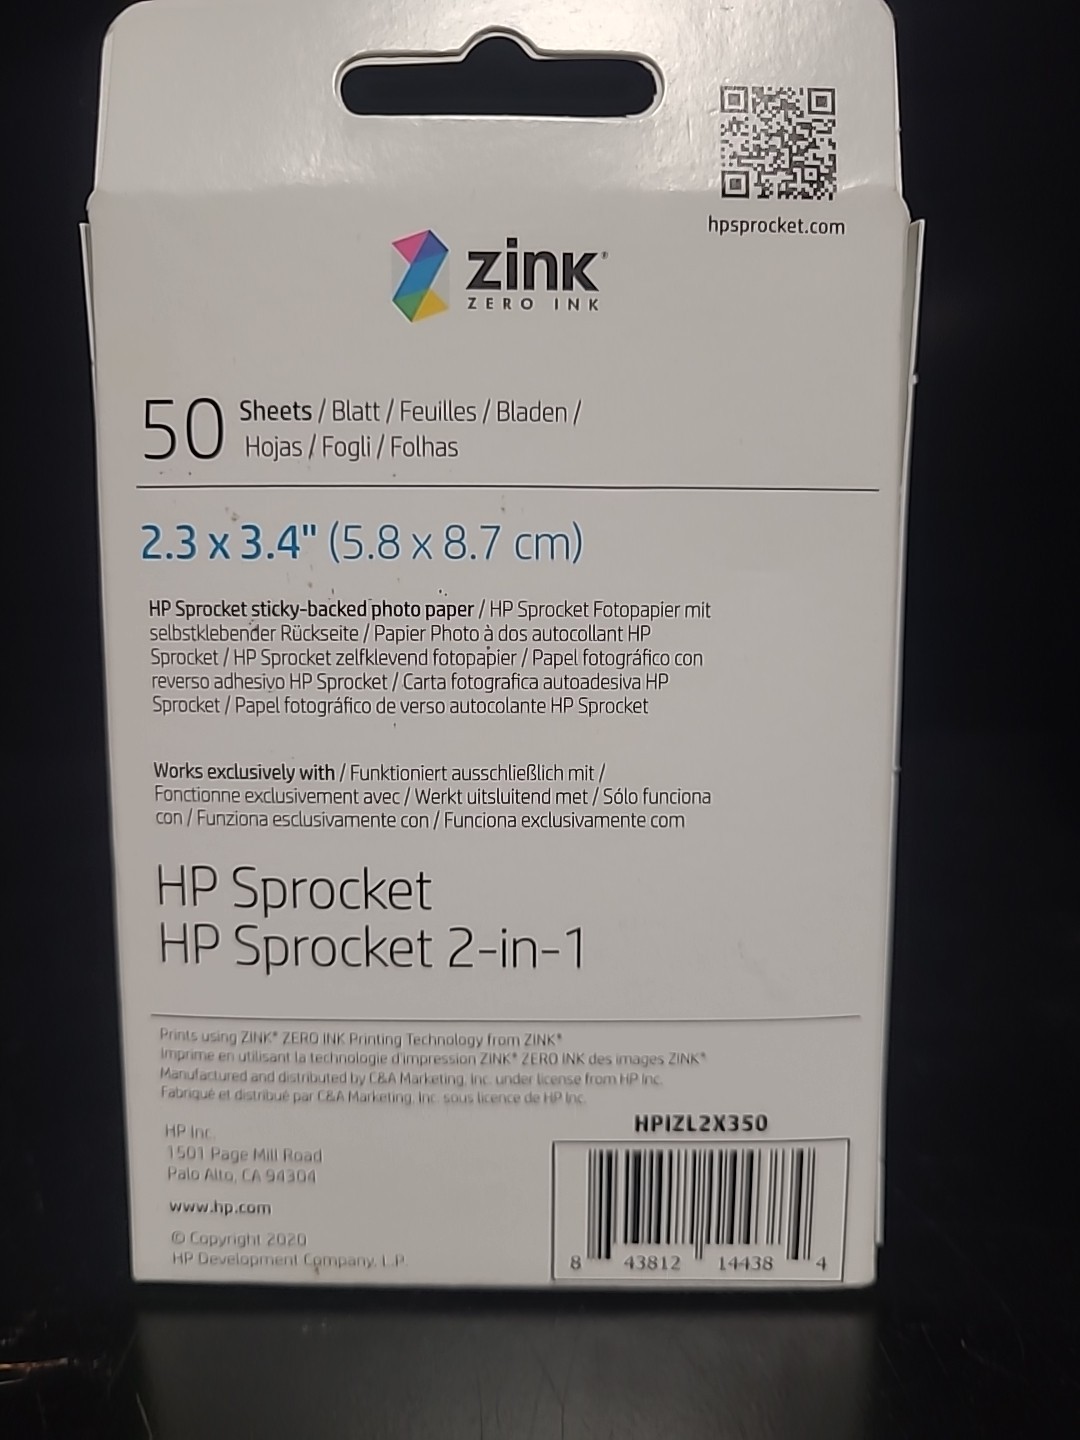 hpsprocket.com
zink®
ZERO INK
50 Sheets / Blatt / Feuilles / Bladen /
Hojas / Fogli / Folhas
2.3 x 3.4" (5.8 x 8.7 cm)
HP Sprocket sticky-backed photo paper / HP Sprocket Fotopapier mit
selbstklebender Rückseite / Papier Photo à dos autocollant HP
Sprocket / HP Sprocket zelfklevend fotopapier / Papel fotográfico con
reverso adhesivo HP Sprocket / Carta fotografica autoadesiva HP
Sprocket / Papel fotográfico de verso autocolante HP Sprocket
Works exclusively with / Funktioniert ausschließlich mit /
Fonctionne exclusivement avec / Werkt uitsluitend met / Sólo funciona
con / Funziona esclusivamente con / Funciona exclusivamente com
HP Sprocket
HP Sprocket 2-in-1
Prints using ZINK® ZERO INK Printing Technology from ZINK®
Imprime en utilisant la technologie d'impression ZINK® ZERO INK des images ZINK®
Manufactured and distributed by C&A Marketing, Inc. under license from HP Inc.
Fabriqué et distribué par C&A Marketing, Inc. sous licence de HP Inc.
HP Inc.
1501 Page Mill Road
Palo Alto, CA 94304
www.hp.com
© Copyright 2020
HP Development Company, L.P.
HPIZL2X350
8 43812 14438 4